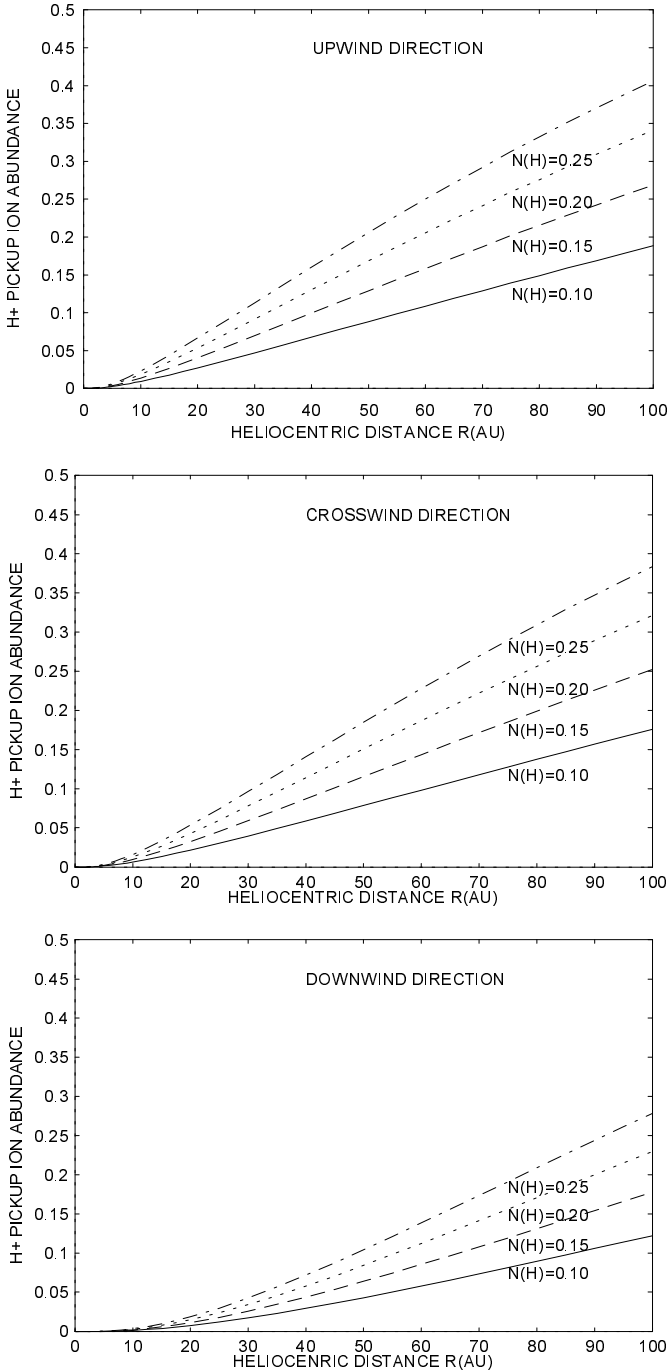 0.5
UPWIND DIRECTION
0.45
0.4
0.35
0.3
N(H)=0.25
0.25
N(H)=0.20
0.2
N(H)=0.15
0.15
N(H)=0.10
0.1
0.05
0
H+ PICKUP ION ABUNDANCE
0 10 20 30 40 50 60 70 80 90 100
HELIOCENTRIC DISTANCE R(AU)
0.5
CROSSWIND DIRECTION
0.45
0.4
0.35
0.3
N(H)=0.25
0.25
N(H)=0.20
0.2
N(H)=0.15
0.15
N(H)=0.10
0.1
0.05
0
H+ PICKUP ION ABUNDANCE
0 10 20 30 40 50 60 70 80 90 100
HELIOCENTRIC DISTANCE R(AU)
0.5
DOWNWIND DIRECTION
0.45
0.4
0.35
0.3
0.25
0.2
N(H)=0.25
0.15
N(H)=0.20
N(H)=0.15
0.1
N(H)=0.10
0.05
0
H+ PICKUP ION ABUNDANCE
0 10 20 30 40 50 60 70 80 90 100
HELIOCENRIC DISTANCE R(AU)